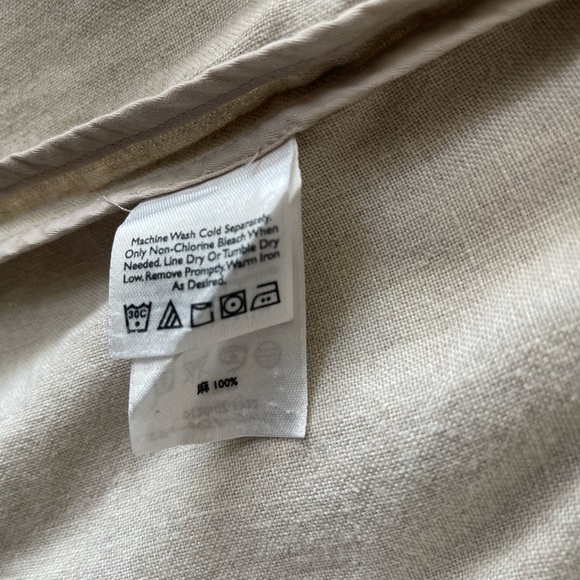 Machine Wash Cold Separately.
Only Non-Chlorine Bleach When
Needed. Line Dry Or Tumble Dry
Low. Remove Promptly. Warm Iron
As Desired.
30C
麻 100%